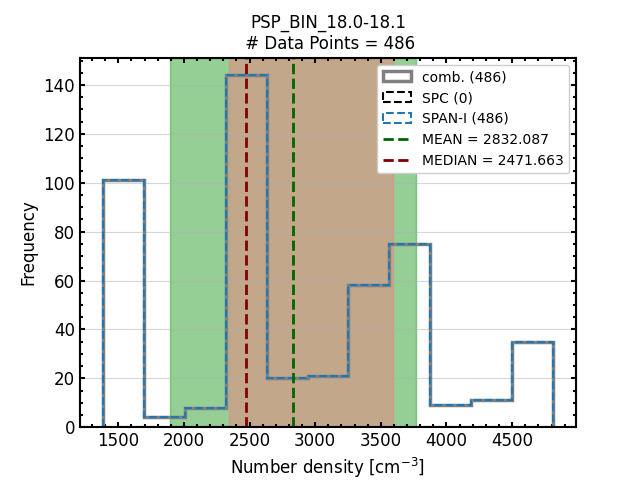 PSP_BIN_18.0-18.1
# Data Points = 486
comb. (486)
SPC (0)
SPAN-I (486)
MEAN = 2832.087
MEDIAN = 2471.663
Frequency
140
120
100
80
60
40
20
0
1500 2000 2500 3000 3500 4000 4500
Number density [cm⁻³]